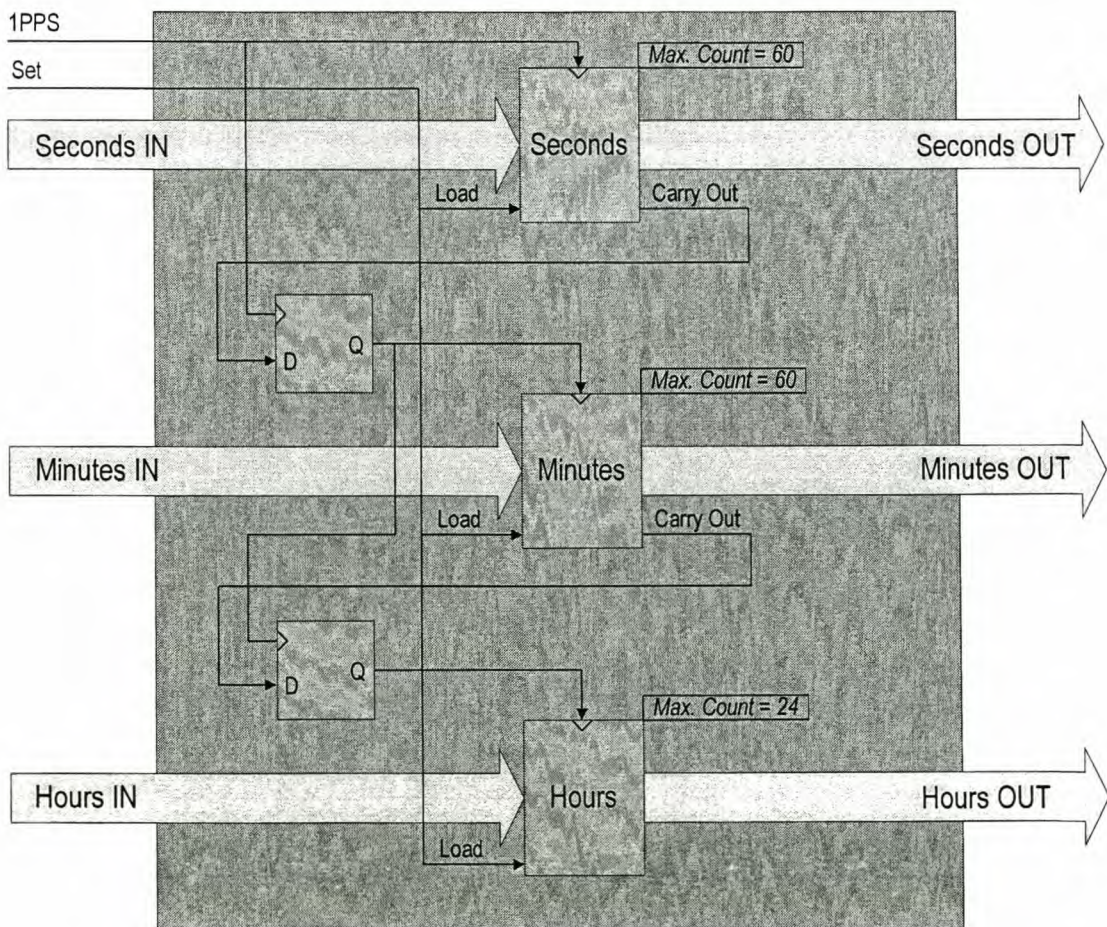 1PPS
Max. Count = 60
Set
Seconds IN
Seconds
Seconds OUT
Load
Carry Out
D
Q
Max. Count = 60
Minutes IN
Minutes
Minutes OUT
Load
Carry Out
D
Q
Max. Count = 24
Hours IN
Hours
Hours OUT
Load